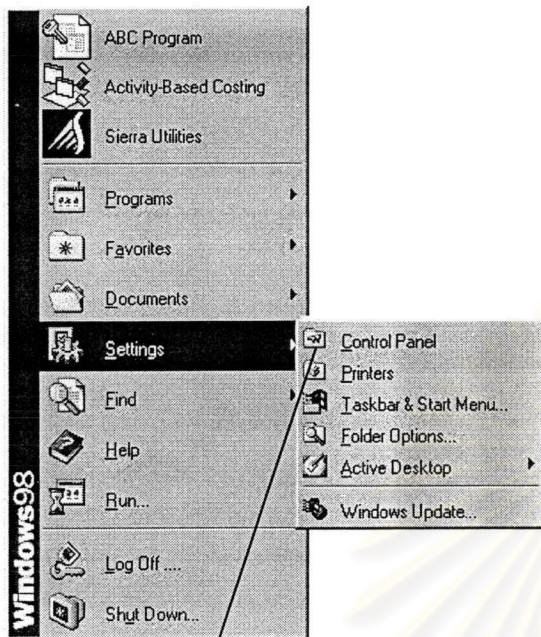 ABC Program
Activity-Based Costing
Sierra Utilities
Programs
Favorites
Documents
Settings
Find
Help
Run...
Log Off ....
Shut Down...
Windows98
Control Panel
Printers
Taskbar & Start Menu...
Folder Options...
Active Desktop
Windows Update...